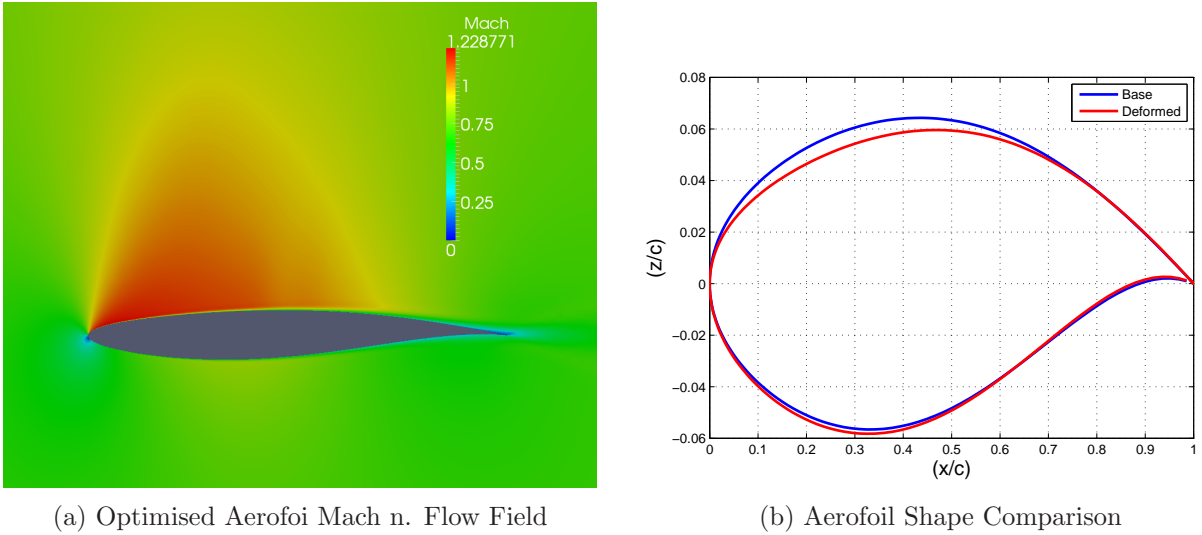 Mach
1.228771
1
0.75
0.5
0.25
0
(a) Optimised Aerofoi Mach n. Flow Field
0.08
0.06
0.04
0.02
0
−0.02
−0.04
−0.06
(z/c)
Base
Deformed
0 0.1 0.2 0.3 0.4 0.5 0.6 0.7 0.8 0.9 1
(x/c)
(b) Aerofoil Shape Comparison